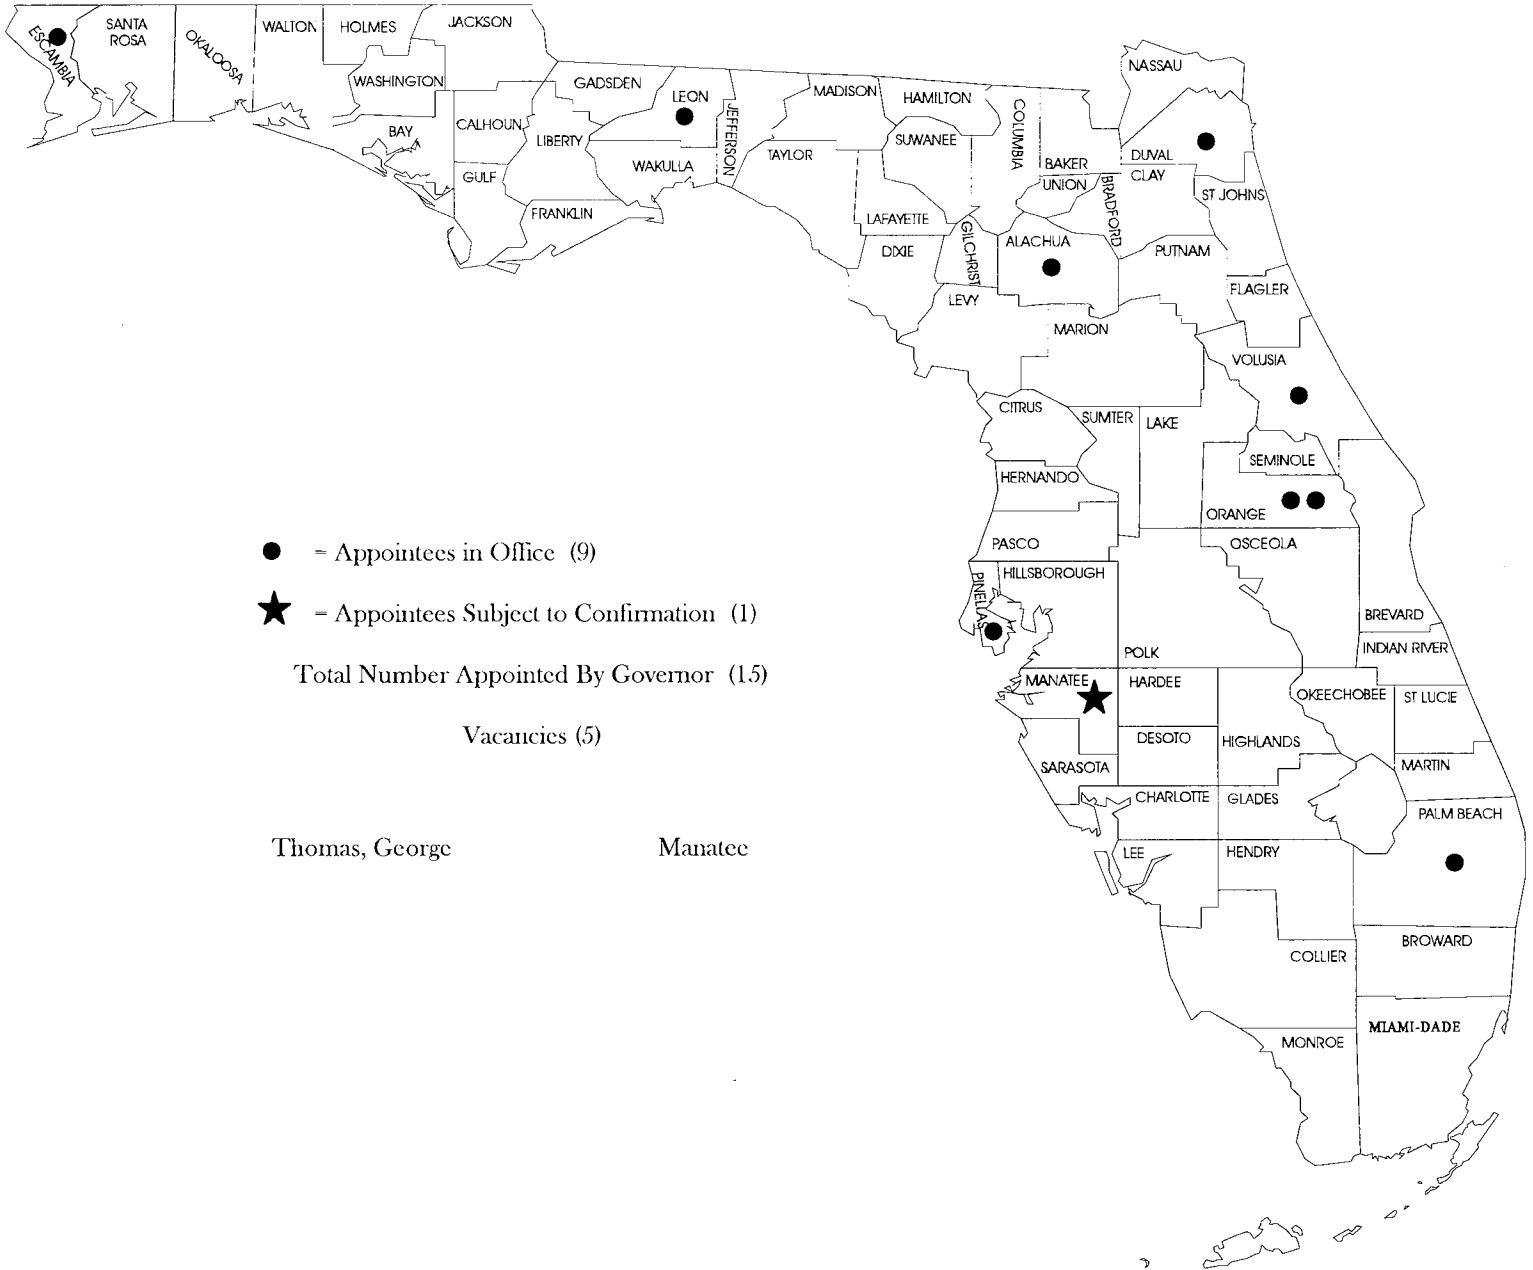 ESCAMBIA
SANTA
ROSA
OKALOOSA
WALTON
HOLMES
JACKSON
WASHINGTON
BAY
CALHOUN
GULF
GADSDEN
LIBERTY
FRANKLIN
LEON
WAKULLA
JEFFERSON
MADISON
TAYLOR
HAMILTON
SUWANEE
LAFAYETTE
DIXIE
COLUMBIA
GILCHRIST
BAKER
UNION
BRADFORD
ALACHUA
LEVY
NASSAU
DUVAL
CLAY
ST JOHNS
PUTNAM
FLAGLER
MARION
VOLUSIA
CITRUS
SUMTER
LAKE
SEMINOLE
HERNANDO
ORANGE
PASCO
OSCEOLA
PINELLAS
HILLSBOROUGH
BREVARD
POLK
INDIAN RIVER
MANATEE
HARDEE
OKEECHOBEE
ST LUCIE
DESOTO
HIGHLANDS
SARASOTA
MARTIN
CHARLOTTE
GLADES
PALM BEACH
LEE
HENDRY
BROWARD
COLLIER
MIAMI-DADE
MONROE
= Appointees in Office (9)
= Appointees Subject to Confirmation (1)
Total Number Appointed By Governor (15)
Vacancies (5)
Thomas, George Manatee